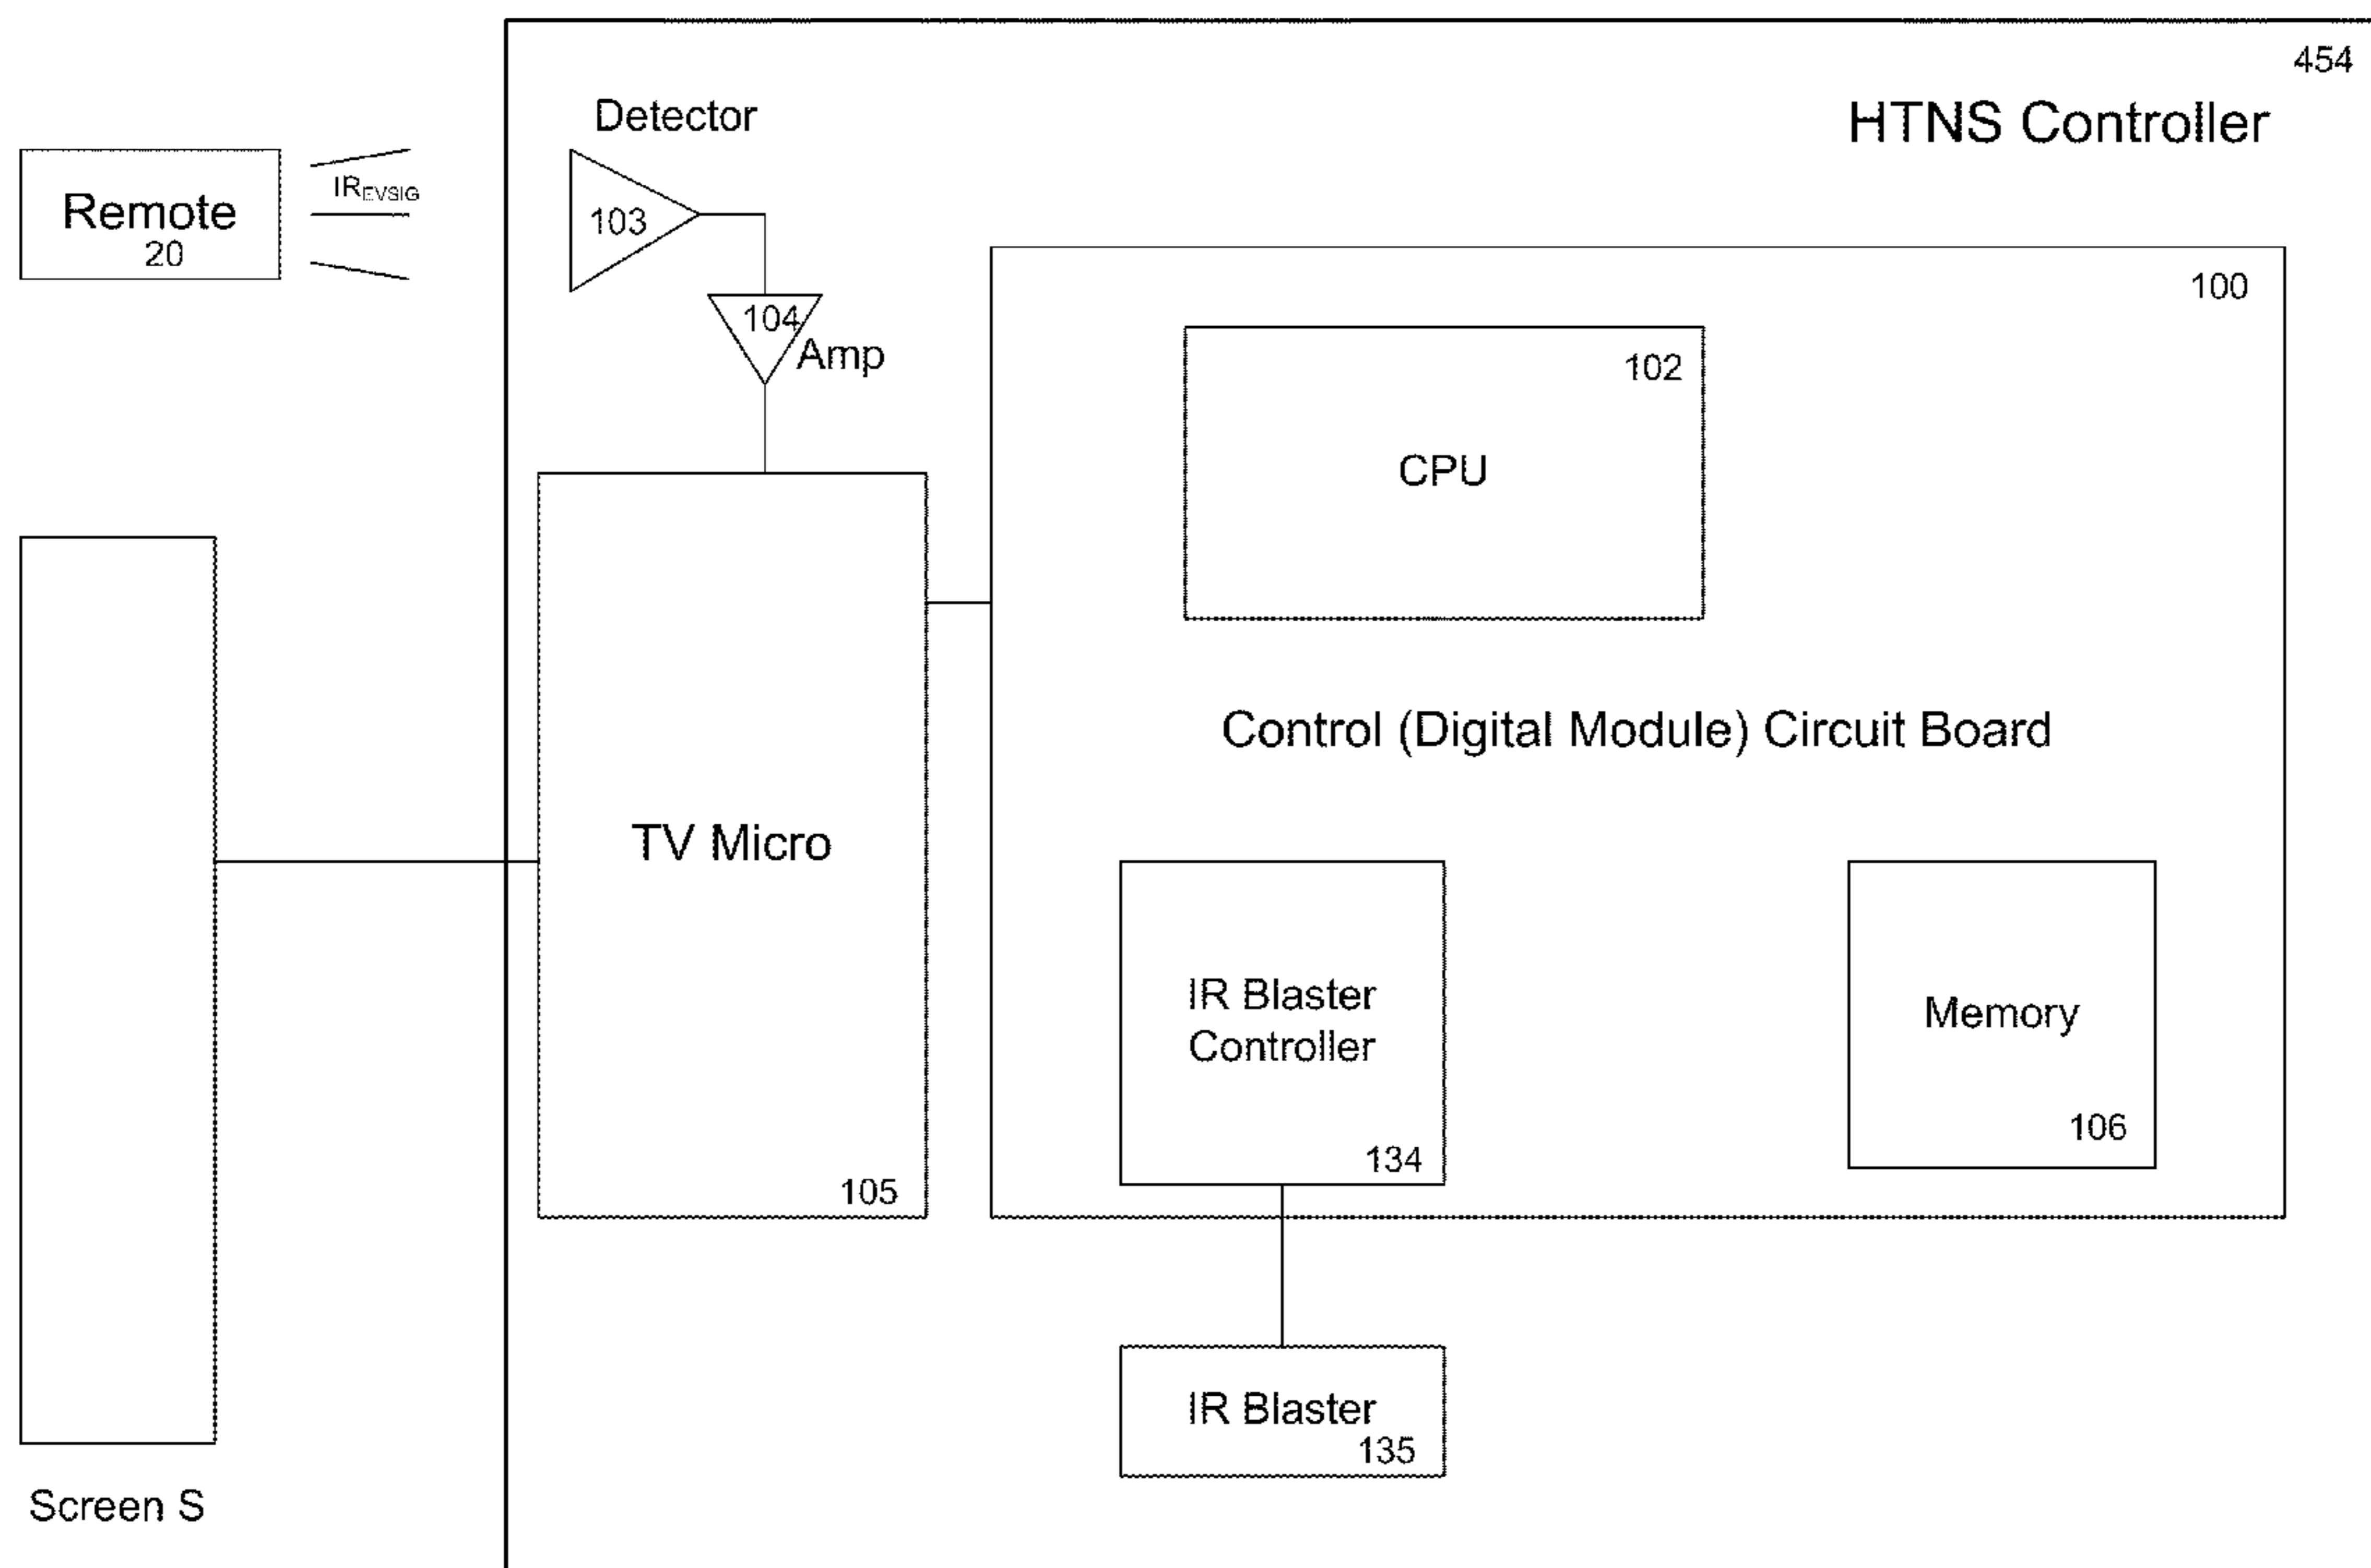 454
HTNS Controller
Detector
103
Remote
20
IREVSIG
104
Amp
100
102
CPU
Control (Digital Module) Circuit Board
TV Micro
105
IR Blaster
Controller
134
Memory
106
IR Blaster
135
Screen S